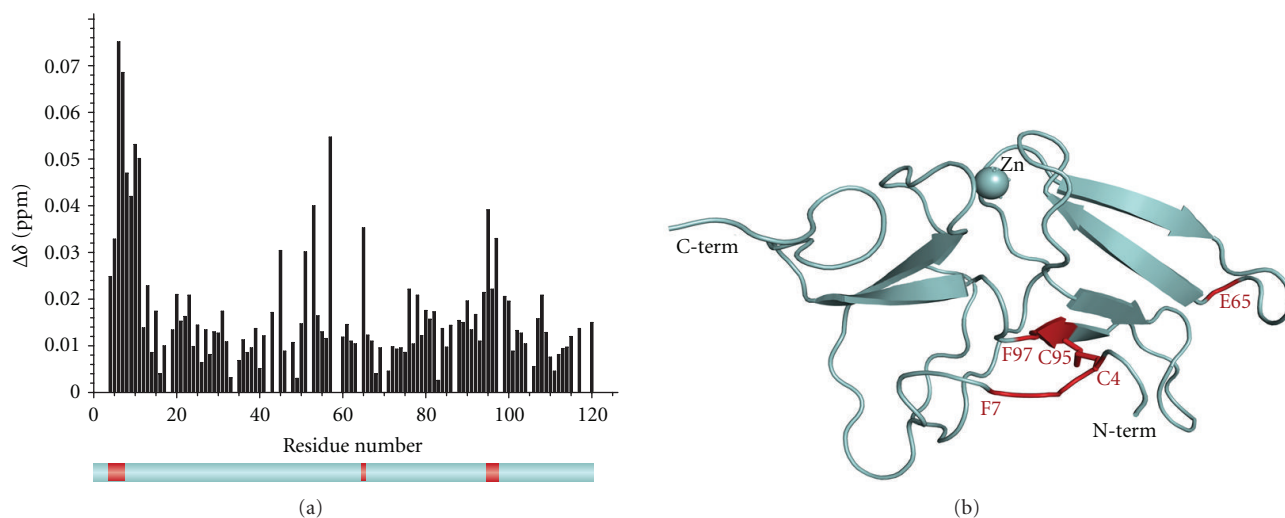 0.07
0.06
0.05
0.04
0.03
0.02
0.01
0
Δδ (ppm)
0 20 40 60 80 100 120
Residue number
(a)
Zn
C-term
E65
F97 C95
C4
F7
N-term
(b)